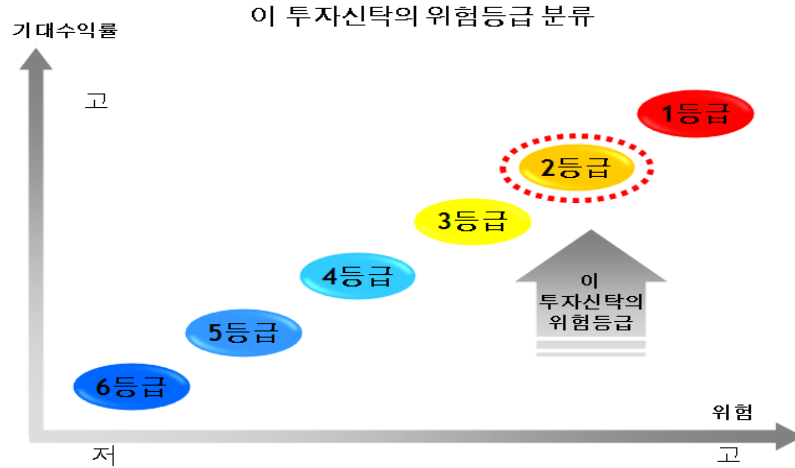 이 투자신탁의 위험등급 분류
기대수익률
고
1등급
2등급
3등급
4등급
이
투자신탁의
위험등급
5등급
6등급
위험
저
고